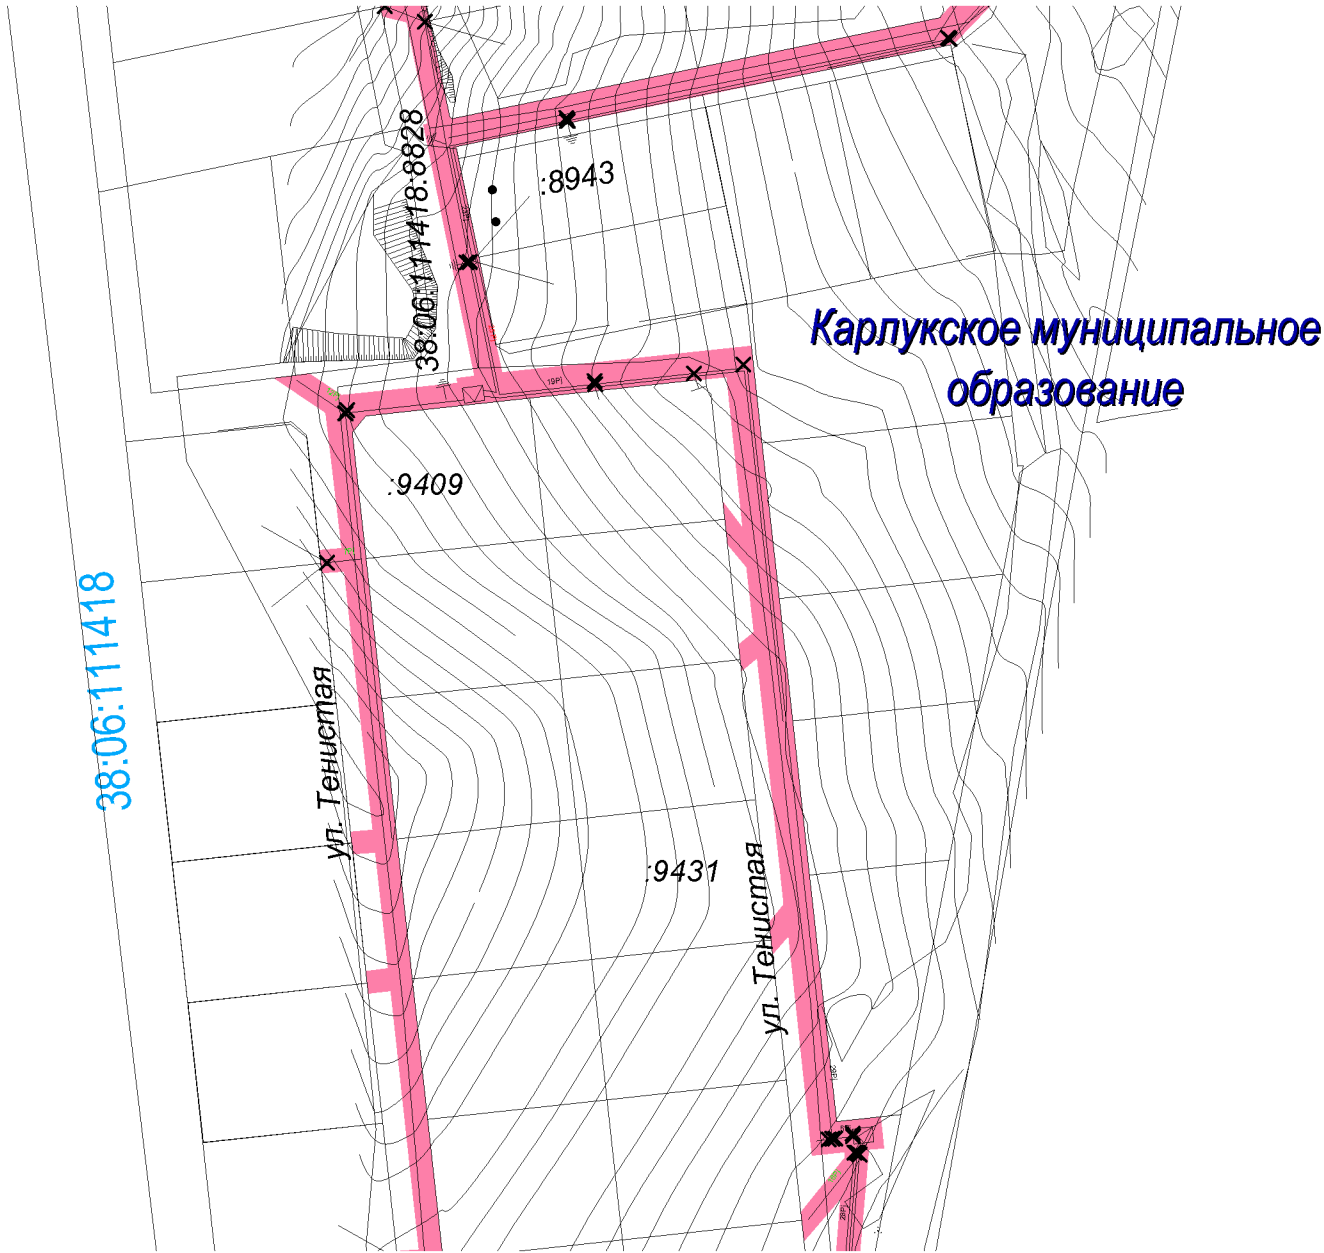 38:06:111418:8828
:8943
Карлукское муниципальное
образование
:9409
38:06:111418
ул. Тенистая
:9431
ул. Тенистая